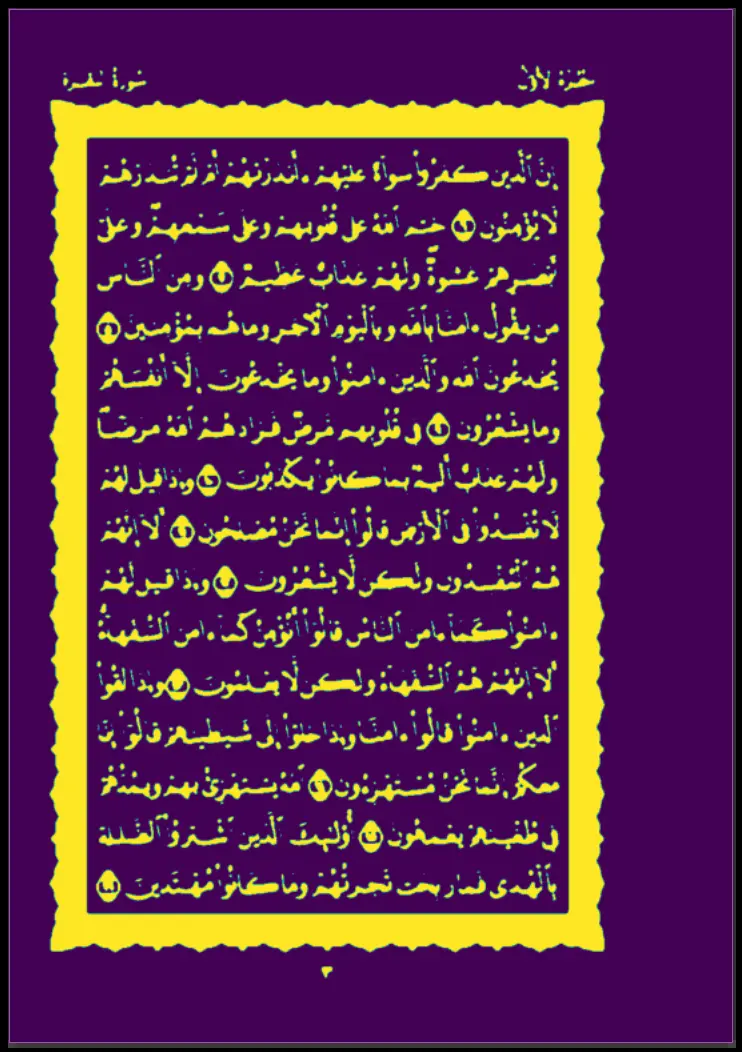 الجزء الأول
سورة البقرة
إِنَّ ٱلَّذِينَ كَفَرُواْ سَوَآءٌ عَلَيْهِمْ ءَأَنذَرْتَهُمْ أَمْ لَمْ تُنذِرْهُمْ
لَا يُؤْمِنُونَ ٦ خَتَمَ ٱللَّهُ عَلَىٰ قُلُوبِهِمْ وَعَلَىٰ سَمْعِهِمْ وَعَلَىٰٓ
أَبْصَٰرِهِمْ غِشَٰوَةٌ وَلَهُمْ عَذَابٌ عَظِيمٌ ٧ وَمِنَ ٱلنَّاسِ
مَن يَقُولُ ءَامَنَّا بِٱللَّهِ وَبِٱلْيَوْمِ ٱلْأٓخِرِ وَمَا هُم بِمُؤْمِنِينَ ٨
يُخَٰدِعُونَ ٱللَّهَ وَٱلَّذِينَ ءَامَنُواْ وَمَا يَخْدَعُونَ إِلَّآ أَنفُسَهُمْ
وَمَا يَشْعُرُونَ ٩ فِي قُلُوبِهِم مَّرَضٌ فَزَادَهُمُ ٱللَّهُ مَرَضًا
وَلَهُمْ عَذَابٌ أَلِيمٌۢ بِمَا كَانُواْ يَكْذِبُونَ ١٠ وَإِذَا قِيلَ لَهُمْ
لَا تُفْسِدُواْ فِي ٱلْأَرْضِ قَالُوٓاْ إِنَّمَا نَحْنُ مُصْلِحُونَ ١١ أَلَآ إِنَّهُمْ
هُمُ ٱلْمُفْسِدُونَ وَلَٰكِن لَّا يَشْعُرُونَ ١٢ وَإِذَا قِيلَ لَهُمْ
ءَامِنُواْ كَمَآ ءَامَنَ ٱلنَّاسُ قَالُوٓاْ أَنُؤْمِنُ كَمَآ ءَامَنَ ٱلسُّفَهَآءُ
أَلَآ إِنَّهُمْ هُمُ ٱلسُّفَهَآءُ وَلَٰكِن لَّا يَعْلَمُونَ ١٣ وَإِذَا لَقُواْ
ٱلَّذِينَ ءَامَنُواْ قَالُوٓاْ ءَامَنَّا وَإِذَا خَلَوْاْ إِلَىٰ شَيَٰطِينِهِمْ قَالُوٓاْ إِنَّا
مَعَكُمْ إِنَّمَا نَحْنُ مُسْتَهْزِءُونَ ١٤ ٱللَّهُ يَسْتَهْزِئُ بِهِمْ وَيَمُدُّهُمْ
فِي طُغْيَٰنِهِمْ يَعْمَهُونَ ١٥ أُوْلَٰٓئِكَ ٱلَّذِينَ ٱشْتَرَوُاْ ٱلضَّلَٰلَةَ
بِٱلْهُدَىٰ فَمَا رَبِحَت تِّجَٰرَتُهُمْ وَمَا كَانُواْ مُهْتَدِينَ ١٦
٣